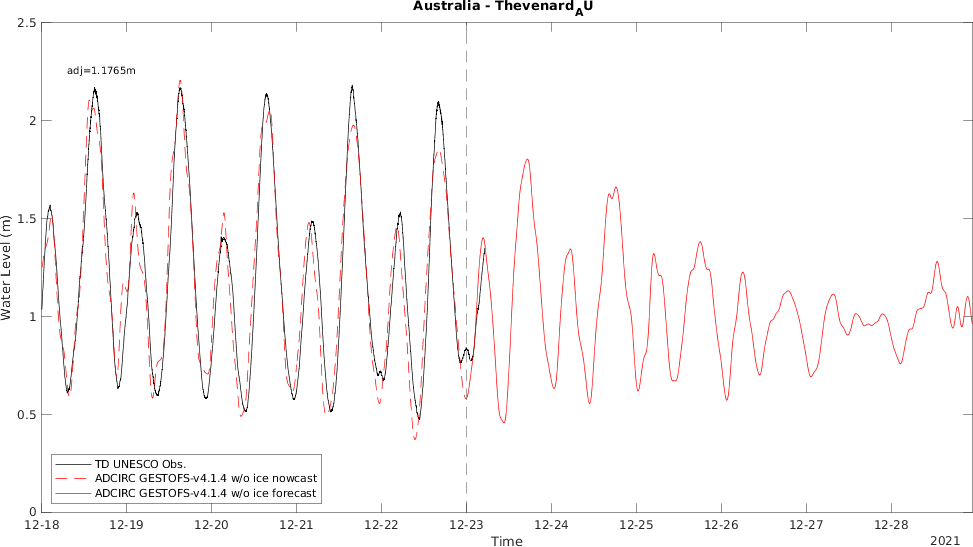 Australia - Thevenard_AU
adj=1.1765m
Water Level (m)
2.5
2
1.5
1
0.5
0
TD UNESCO Obs.
ADCIRC GESTOFS-v4.1.4 w/o ice nowcast
ADCIRC GESTOFS-v4.1.4 w/o ice forecast
12-18 12-19 12-20 12-21 12-22 12-23 12-24 12-25 12-26 12-27 12-28
Time
2021